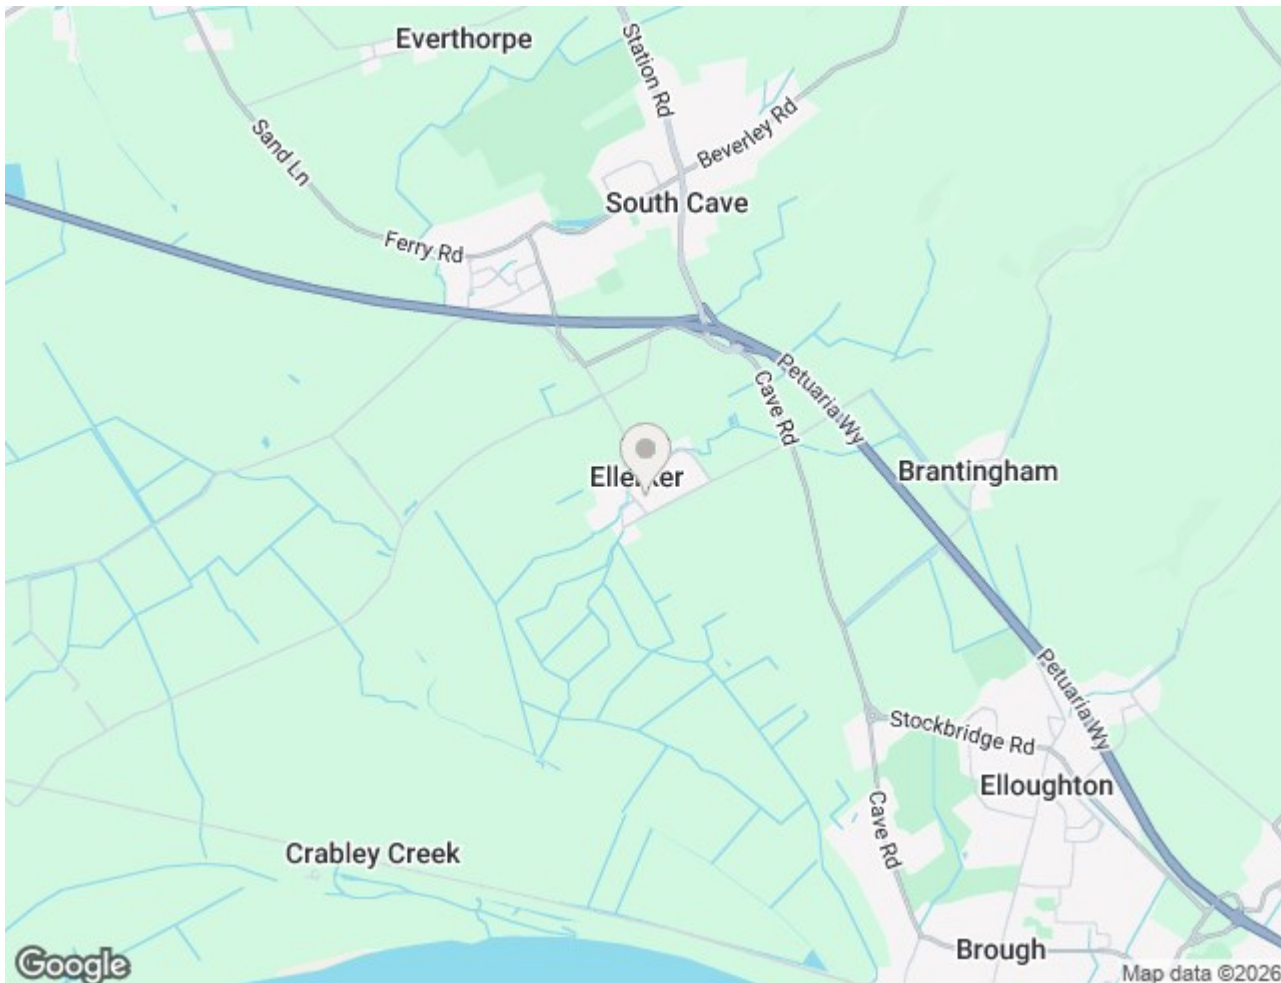 Everthorpe
Station Rd
Beverley Rd
Sand Ln
South Cave
Ferry Rd
Petuaria Wy
Cave Rd
Brantingham
Petuaria Wy
Stockbridge Rd
Elloughton
Cave Rd
Crabley Creek
Brough
Google
Map data ©2026